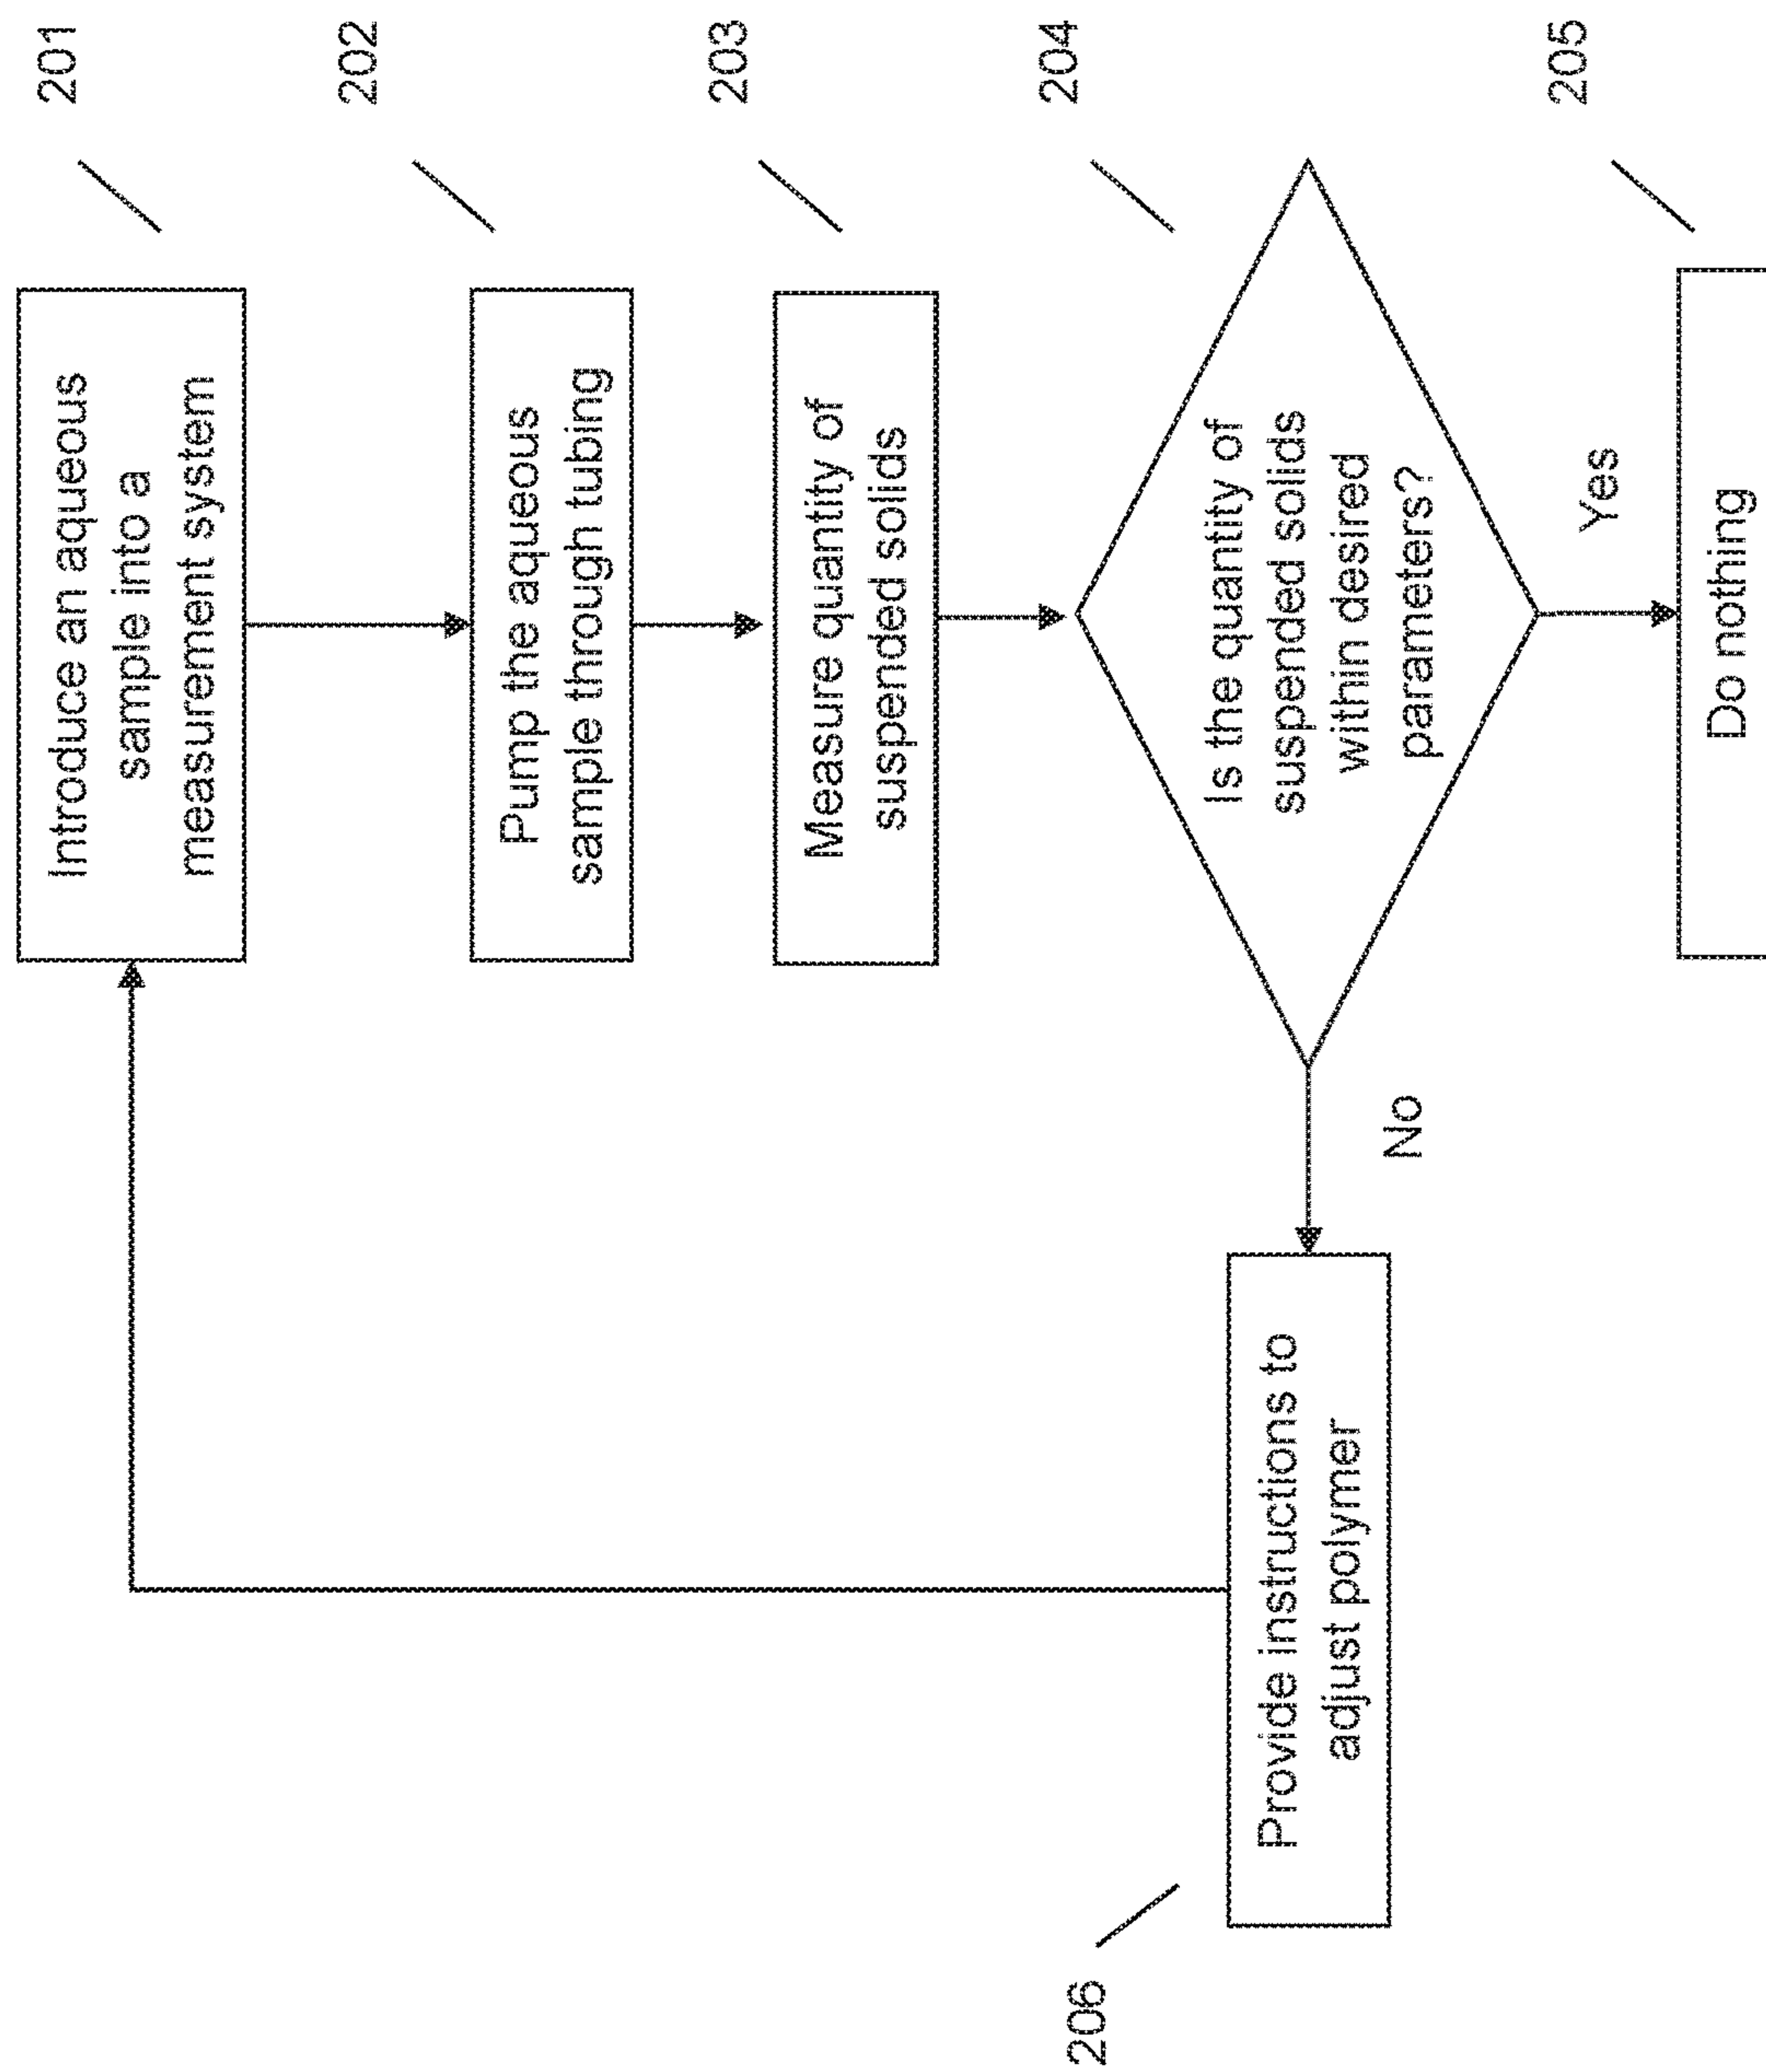 201
Introduce an aqueous
sample into a
measurement system
202
Pump the aqueous
sample through tubing
203
Measure quantity of
suspended solids
204
Is the quantity of
suspended solids
within desired
parameters?
Yes
205
Do nothing
No
206
Provide instructions to
adjust polymer